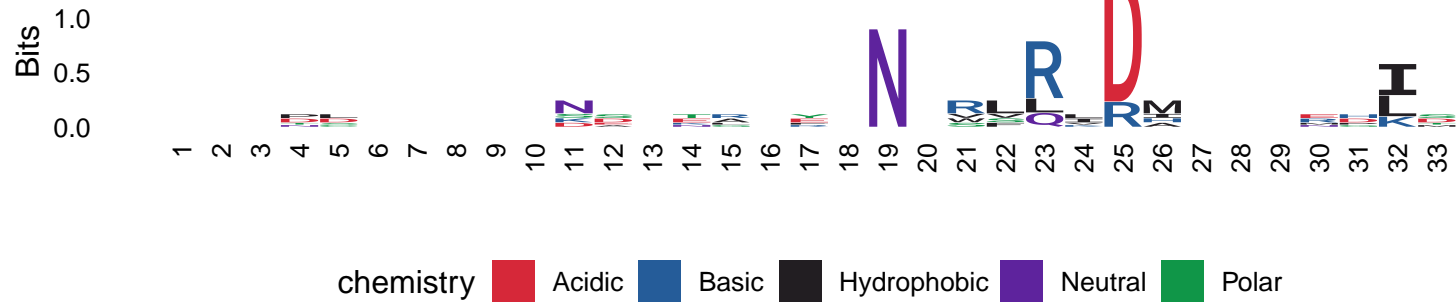 1.0
Bits
0.5
0.0
N R L N R L Q D R M I L K
1 2 3 4 5 6 7 8 9 10 11 12 13 14 15 16 17 18 19 20 21 22 23 24 25 26 27 28 29 30 31 32 33
chemistry Acidic Basic Hydrophobic Neutral Polar